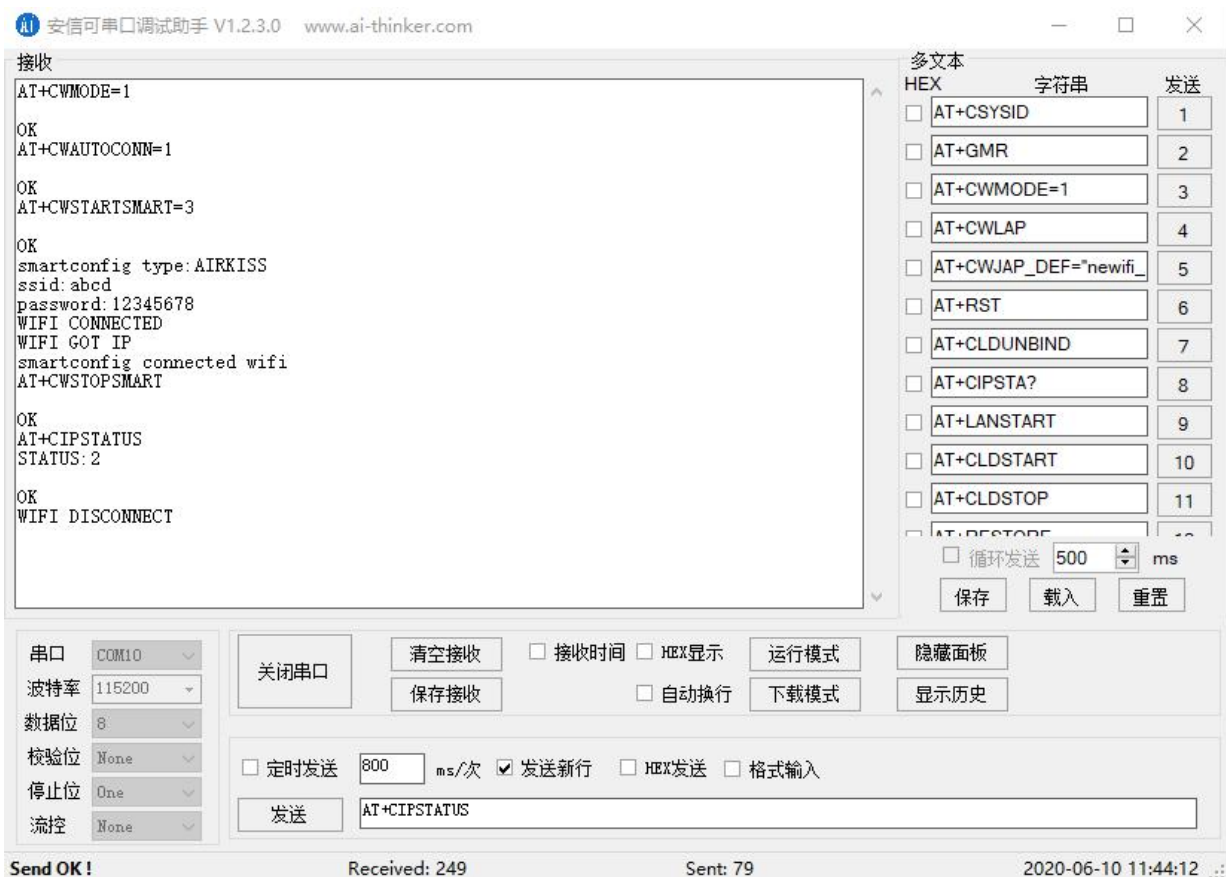 安信可串口调试助手 V1.2.3.0 www.ai-thinker.com
接收
AT+CWMODE=1
OK
AT+CWAUTOCONN=1
OK
AT+CWSTARTSMART=3
OK
smartconfig type:AIRKISS
ssid:abcd
password:12345678
WIFI CONNECTED
WIFI GOT IP
smartconfig connected wifi
AT+CWSTOPSMART
OK
AT+CIPSTATUS
STATUS:2
OK
WIFI DISCONNECT
多文本
HEX 字符串 发送
AT+CSYSID 1
AT+GMR 2
AT+CWMODE=1 3
AT+CWLAP 4
AT+CWJAP_DEF="newifi_ 5
AT+RST 6
AT+CLDUNBIND 7
AT+CIPSTA? 8
AT+LANSTART 9
AT+CLDSTART 10
AT+CLDSTOP 11
循环发送 500 ms
保存 载入 重置
串口 COM10
波特率 115200
数据位 8
校验位 None
停止位 One
流控 None
关闭串口
清空接收 接收时间 HEX显示 运行模式 隐藏面板
保存接收 自动换行 下载模式 显示历史
定时发送 800 ms/次 发送新行 HEX发送 格式输入
发送 AT+CIPSTATUS
Send OK! Received: 249 Sent: 79 2020-06-10 11:44:12